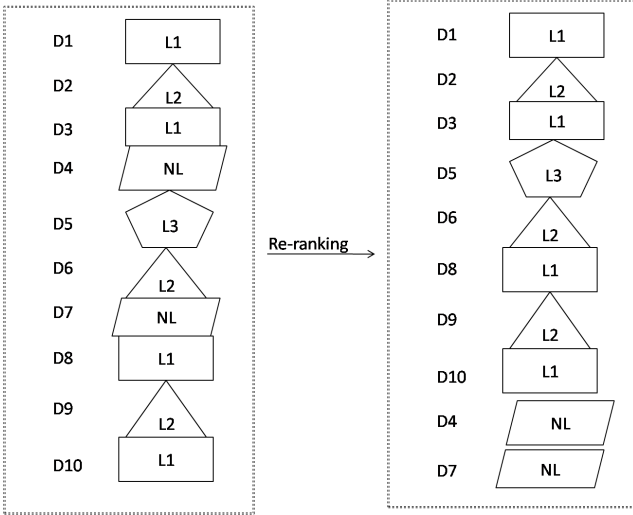 D1 L1
D2 L2
D3 L1
D4 NL
D5 L3
D6 L2
D7 NL
D8 L1
D9 L2
D10 L1
Re-ranking
D1 L1
D2 L2
D3 L1
D5 L3
D6 L2
D8 L1
D9 L2
D10 L1
D4 NL
D7 NL